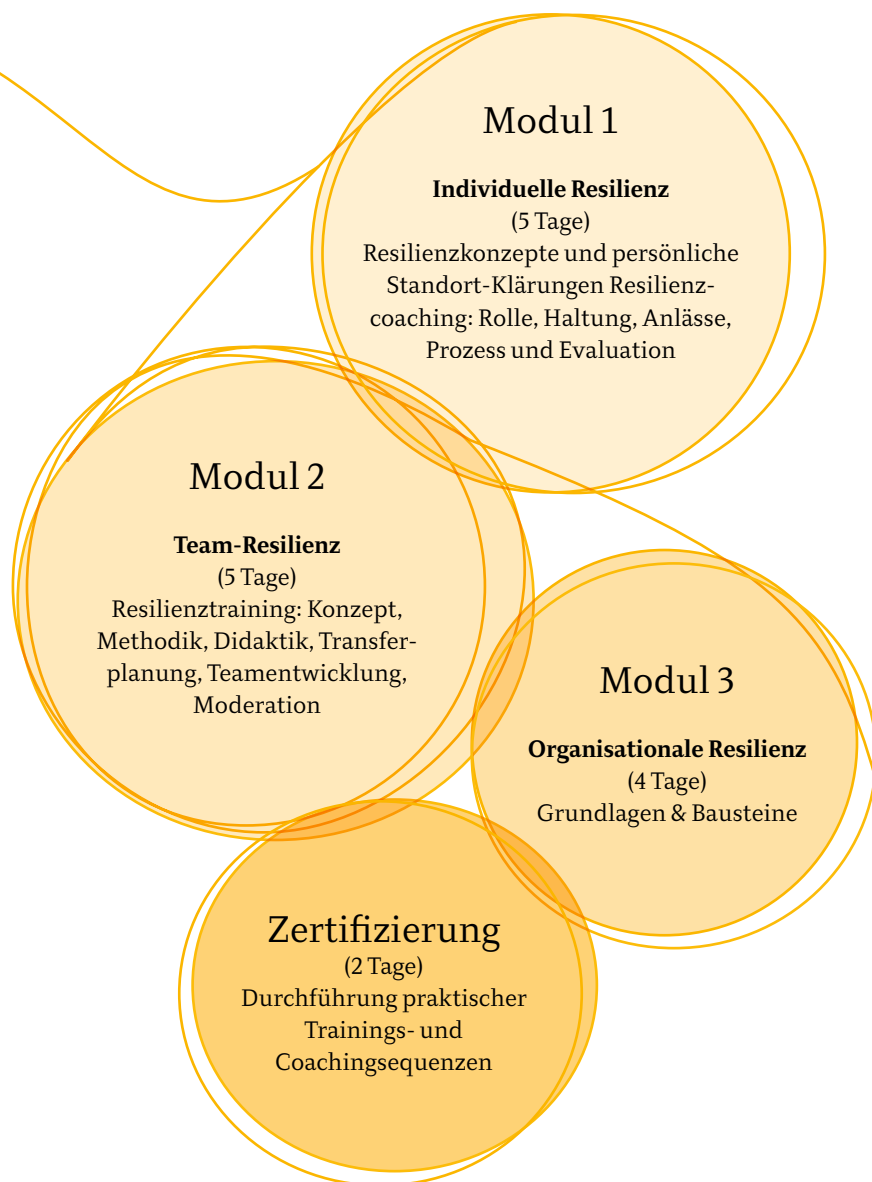 Modul 1
Individuelle Resilienz
(5 Tage)
Resilienzkonzepte und persönliche
Standort-Klärungen Resilienz-
coaching: Rolle, Haltung, Anlässe,
Prozess und Evaluation
Modul 2
Team-Resilienz
(5 Tage)
Resilienztraining: Konzept,
Methodik, Didaktik, Transfer-
planung, Teamentwicklung,
Moderation
Modul 3
Organisationale Resilienz
(4 Tage)
Grundlagen & Bausteine
Zertifizierung
(2 Tage)
Durchführung praktischer
Trainings- und
Coachingsequenzen